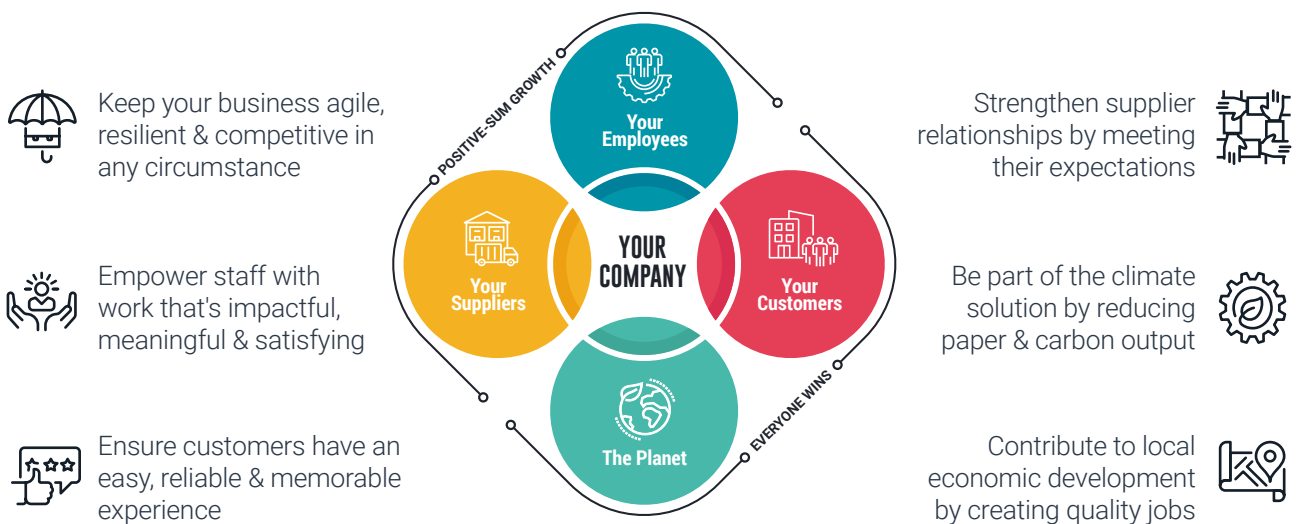 Keep your business agile,
resilient & competitive in
any circumstance
Empower staff with
work that's impactful,
meaningful & satisfying
Ensure customers have an
easy, reliable & memorable
experience
POSITIVE-SUM GROWTH
Your
Employees
Your
Suppliers
YOUR
COMPANY
Your
Customers
The Planet
EVERYONE WINS
Strengthen supplier
relationships by meeting
their expectations
Be part of the climate
solution by reducing
paper & carbon output
Contribute to local
economic development
by creating quality jobs